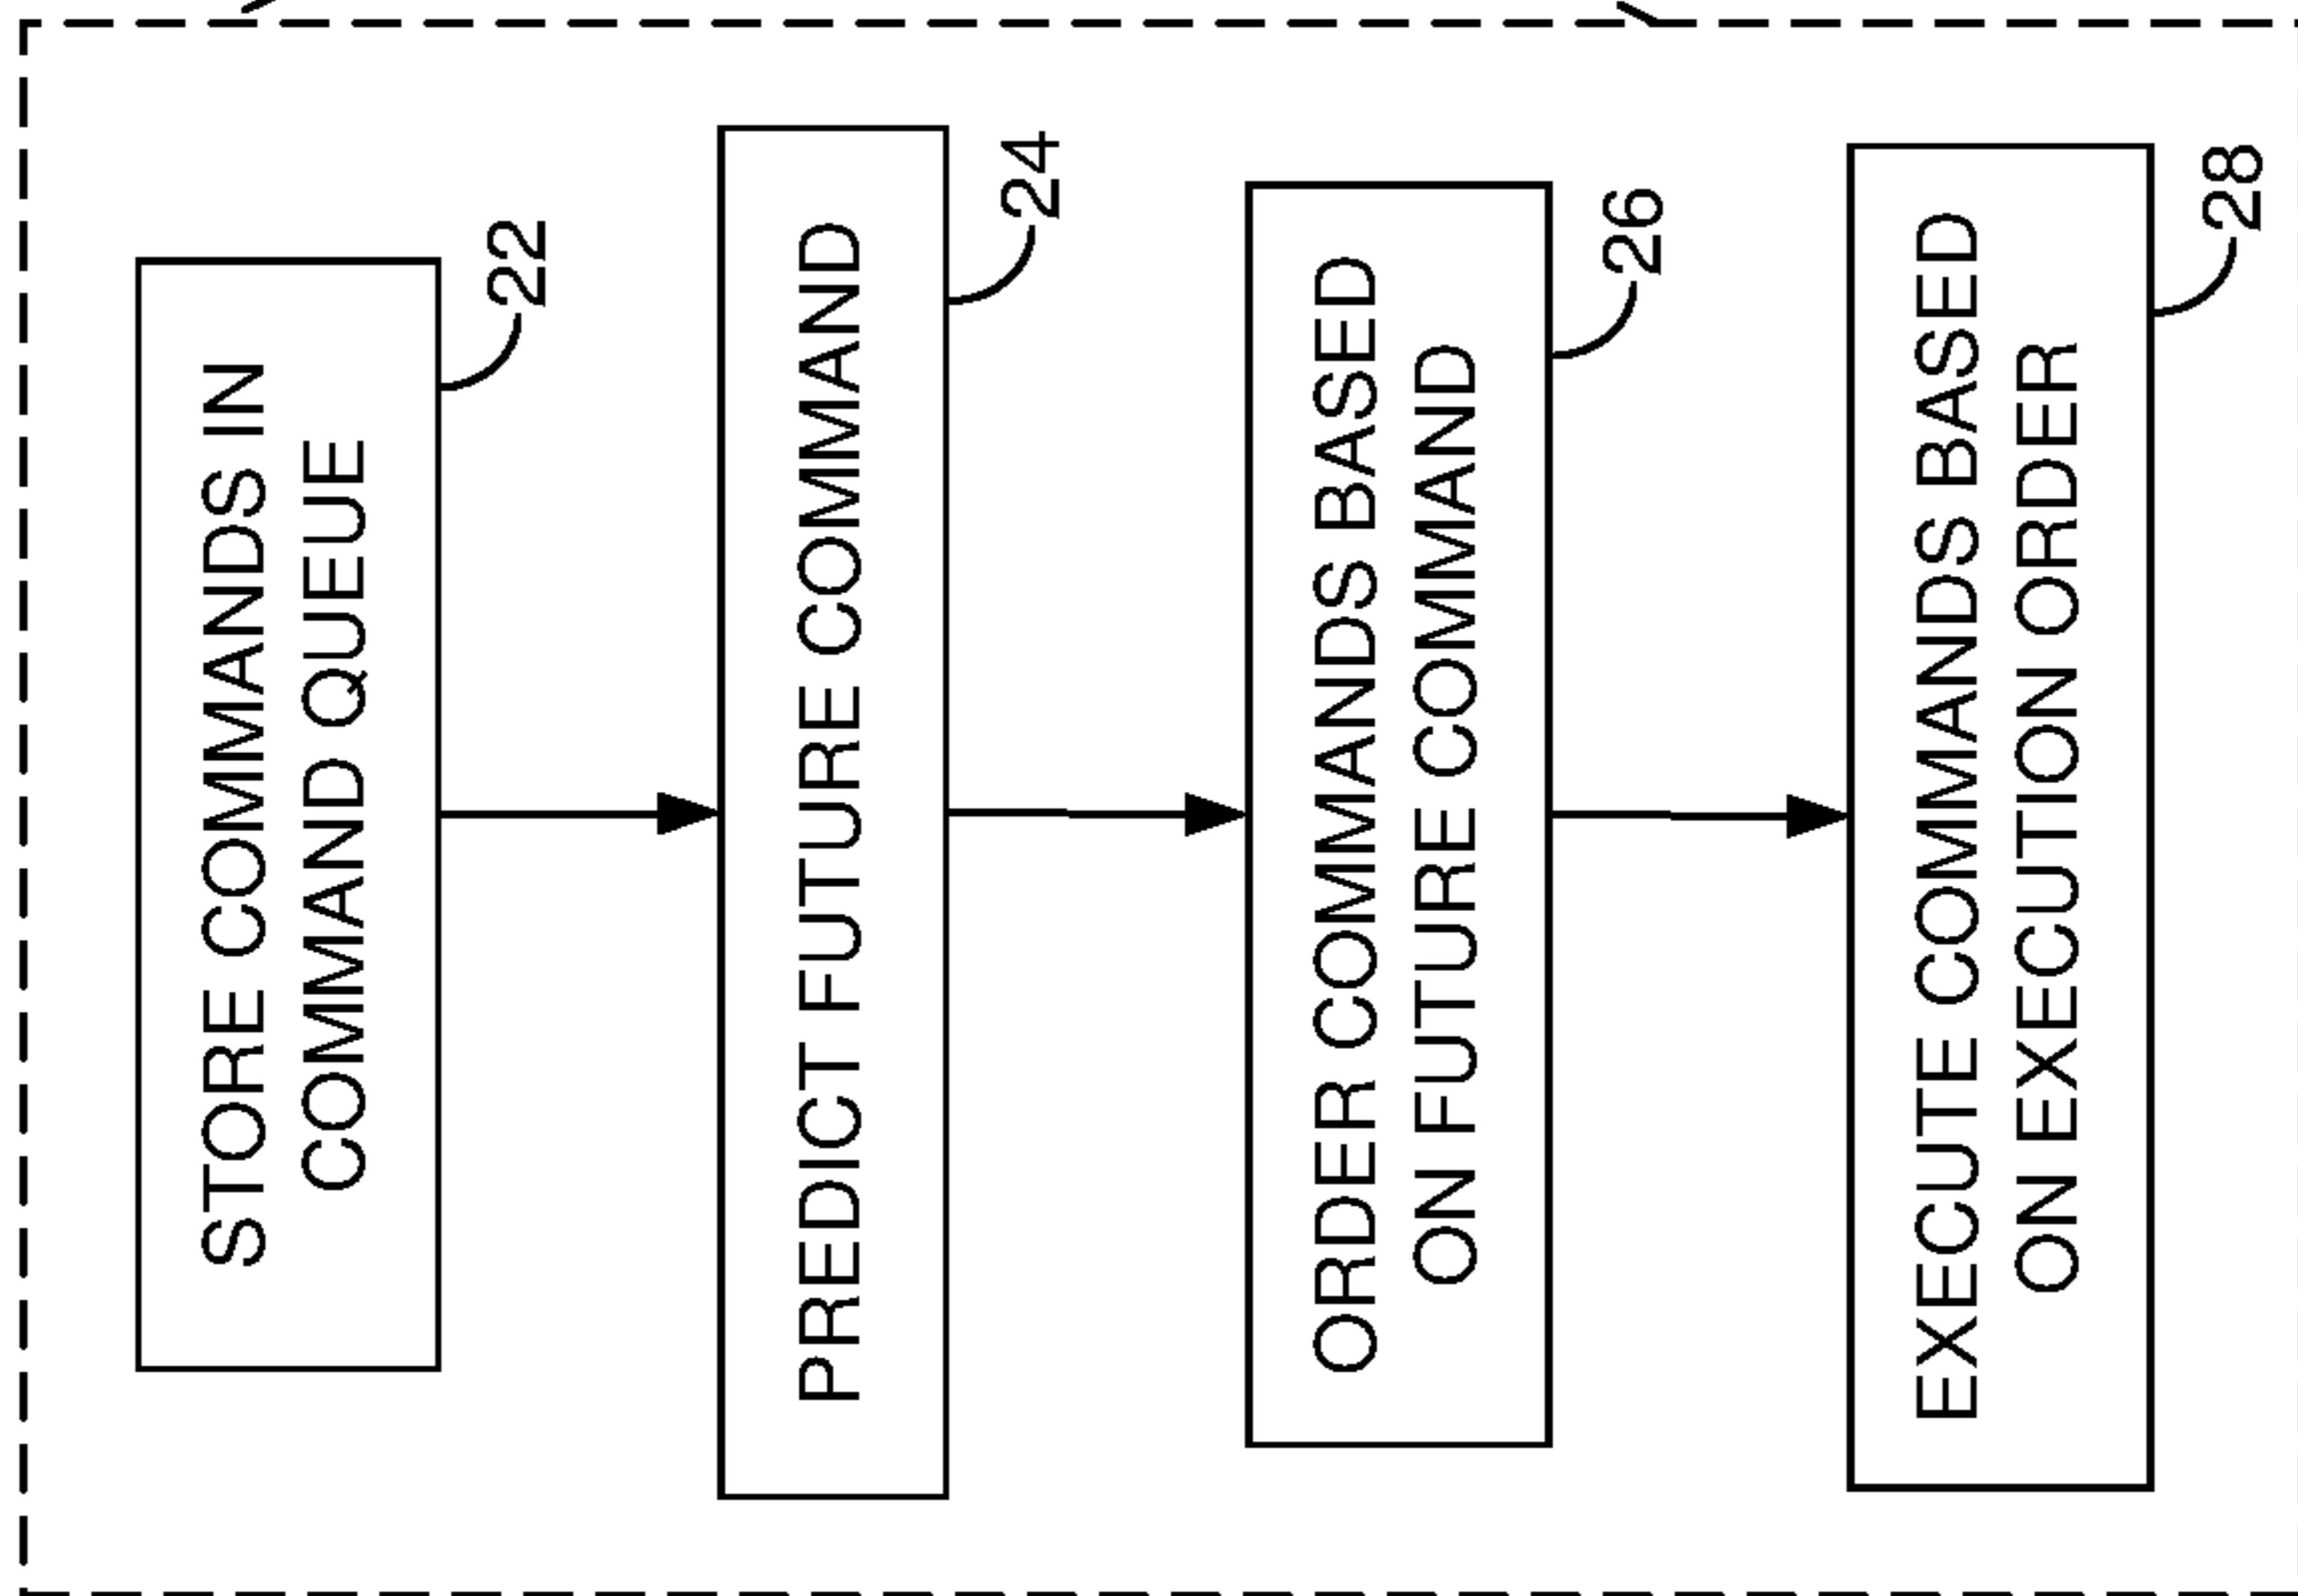 STORE COMMANDS IN
COMMAND QUEUE
22
PREDICT FUTURE COMMAND
24
ORDER COMMANDS BASED
ON FUTURE COMMAND
26
EXECUTE COMMANDS BASED
ON EXECUTION ORDER
28